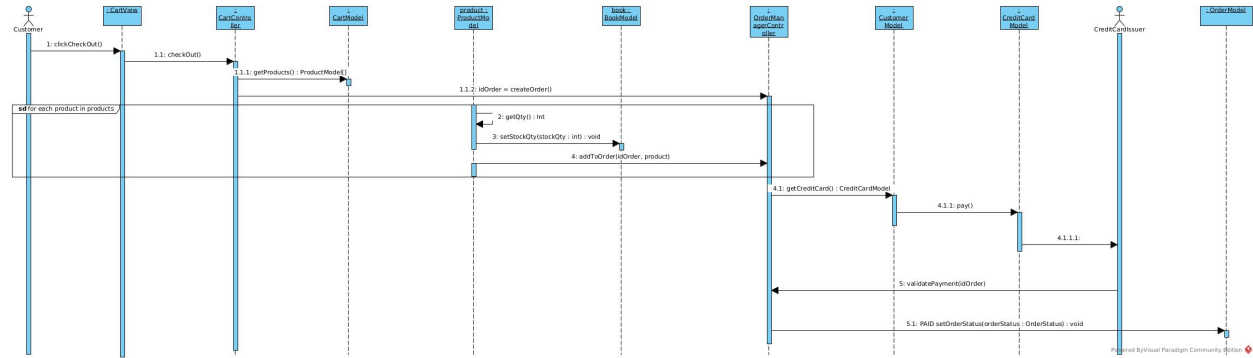 Customer
: CartView
:
CartContro
ller
:
CartModel
product :
ProductMo
del
book :
BookModel
:
OrderMan
agerContr
oller
:
Customer
Model
:
CreditCard
Model
CreditCardIssuer
: OrderModel
1: clickCheckOut()
1.1: checkOut()
1.1.1: getProducts() : ProductModel[]
1.1.2: idOrder = createOrder()
sd for each product in products
2: getQty() : int
3: setStockQty(stockQty : int) : void
4: addToOrder(idOrder, product)
4.1: getCreditCard() : CreditCardModel
4.1.1: pay()
4.1.1.1:
5: validatePayment(idOrder)
5.1: PAID setOrderStatus(orderStatus : OrderStatus) : void
Powered ByVisual Paradigm Community Edition